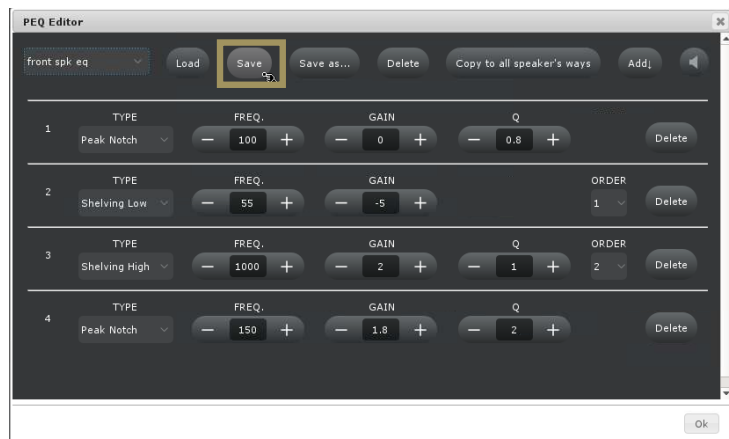 PEQ Editor
front spk eq Load Save Save as... Delete Copy to all speaker's ways Add↓
TYPE FREQ. GAIN Q
1 Peak Notch — 100 + — 0 + — 0.8 + Delete
TYPE FREQ. GAIN ORDER
2 Shelving Low — 55 + — -5 + 1 Delete
TYPE FREQ. GAIN Q ORDER
3 Shelving High — 1000 + — 2 + — 1 + 2 Delete
TYPE FREQ. GAIN Q
4 Peak Notch — 150 + — 1.8 + — 2 + Delete
Ok